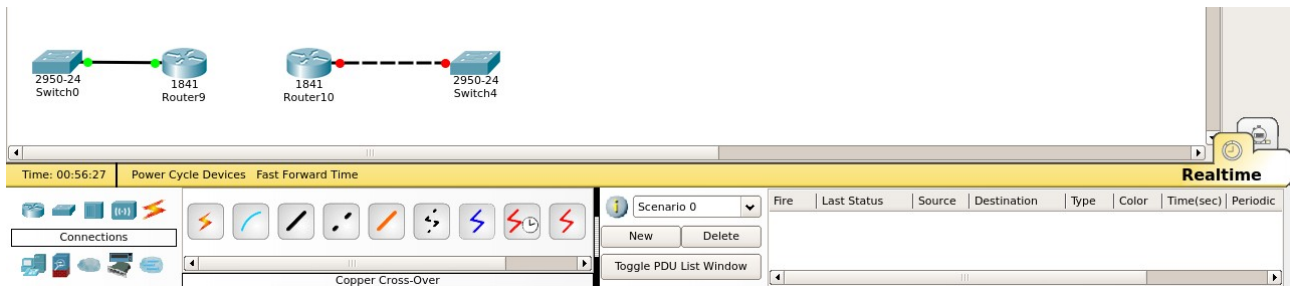 2950-24
Switch0
1841
Router9
1841
Router10
2950-24
Switch4
Time: 00:56:27
Power Cycle Devices Fast Forward Time
Realtime
Connections
Copper Cross-Over
Scenario 0
New
Delete
Toggle PDU List Window
Fire
Last Status
Source
Destination
Type
Color
Time(sec)
Periodic